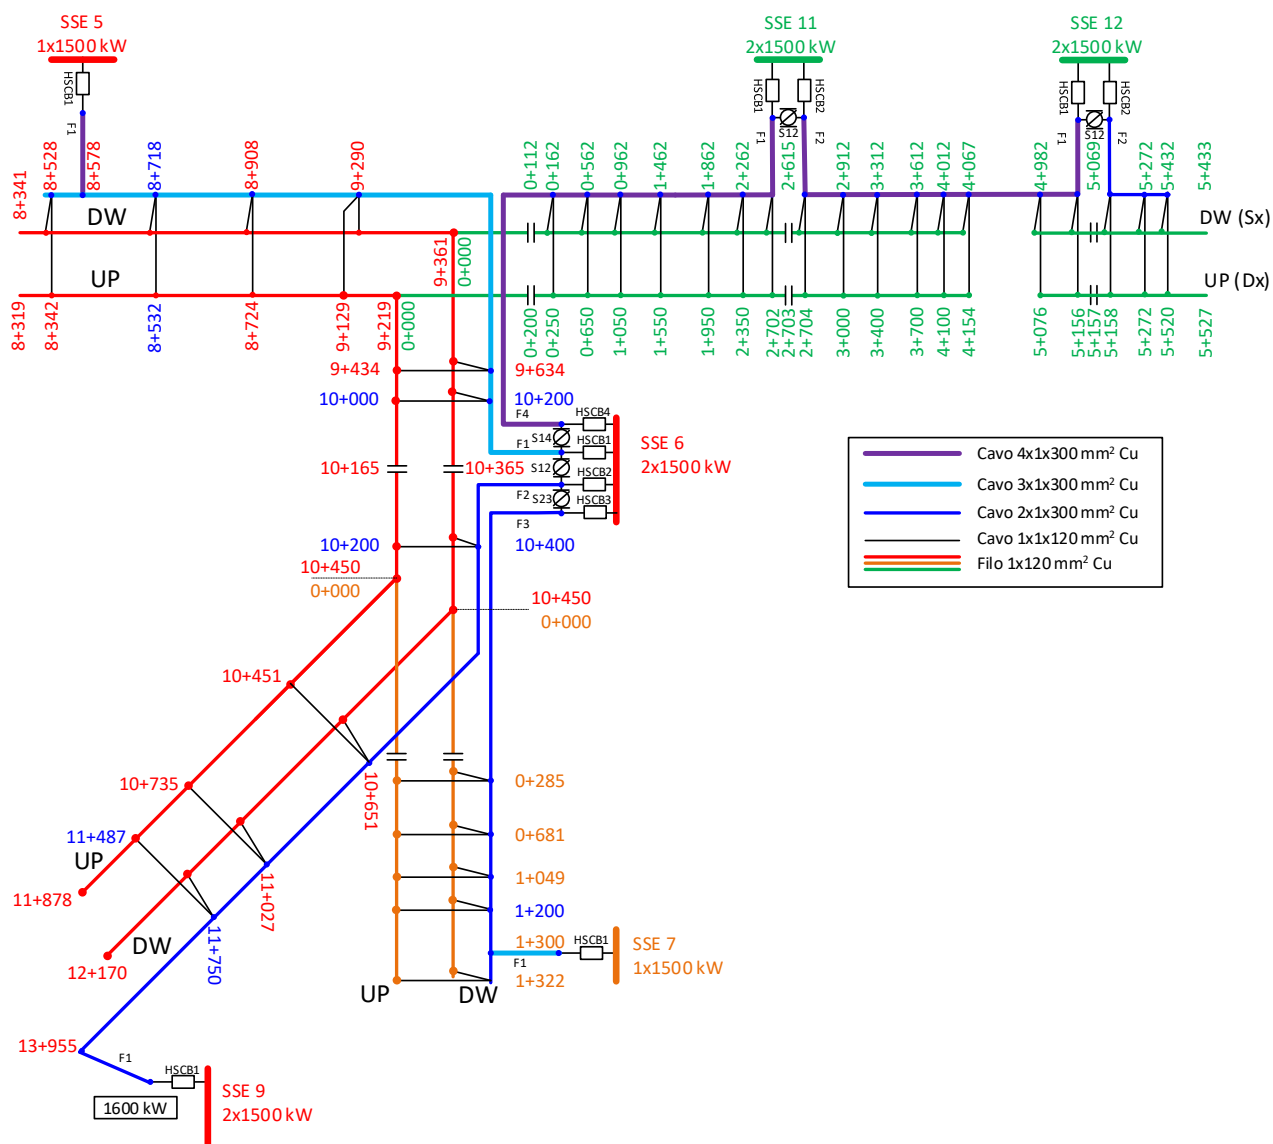 SSE 5
1x1500 kW
HSCB1
F1
SSE 11
2x1500 kW
HSCB1
HSCB2
S12
F1
F2
SSE 12
2x1500 kW
HSCB1
HSCB2
S12
F1
F2
8+341
8+528
8+578
8+718
8+908
9+290
0+112
0+162
0+562
0+962
1+462
1+862
2+262
2+615
2+912
3+312
3+612
4+012
4+067
4+982
5+069
5+272
5+432
5+433
DW
DW (Sx)
9+361
0+000
UP
UP (Dx)
8+319
8+342
8+532
8+724
9+129
9+219
0+000
0+200
0+250
0+650
1+050
1+550
1+950
2+350
2+702
2+703
2+704
3+000
3+400
3+700
4+100
4+154
5+076
5+156
5+157
5+158
5+272
5+520
5+527
9+434
9+634
10+000
10+200
F4
HSCB4
S14
F1
HSCB1
SSE 6
2x1500 kW
10+165
10+365
S12
HSCB2
F2
S23
HSCB3
F3
10+200
10+400
Cavo 4x1x300 mm² Cu
Cavo 3x1x300 mm² Cu
Cavo 2x1x300 mm² Cu
Cavo 1x1x120 mm² Cu
Filo 1x120 mm² Cu
10+450
0+000
10+450
0+000
10+451
10+735
10+651
0+285
11+487
UP
0+681
11+878
11+027
1+049
1+200
DW
11+750
12+170
1+300
F1
HSCB1
SSE 7
1x1500 kW
1+322
UP
DW
13+955
F1
HSCB1
SSE 9
2x1500 kW
1600 kW